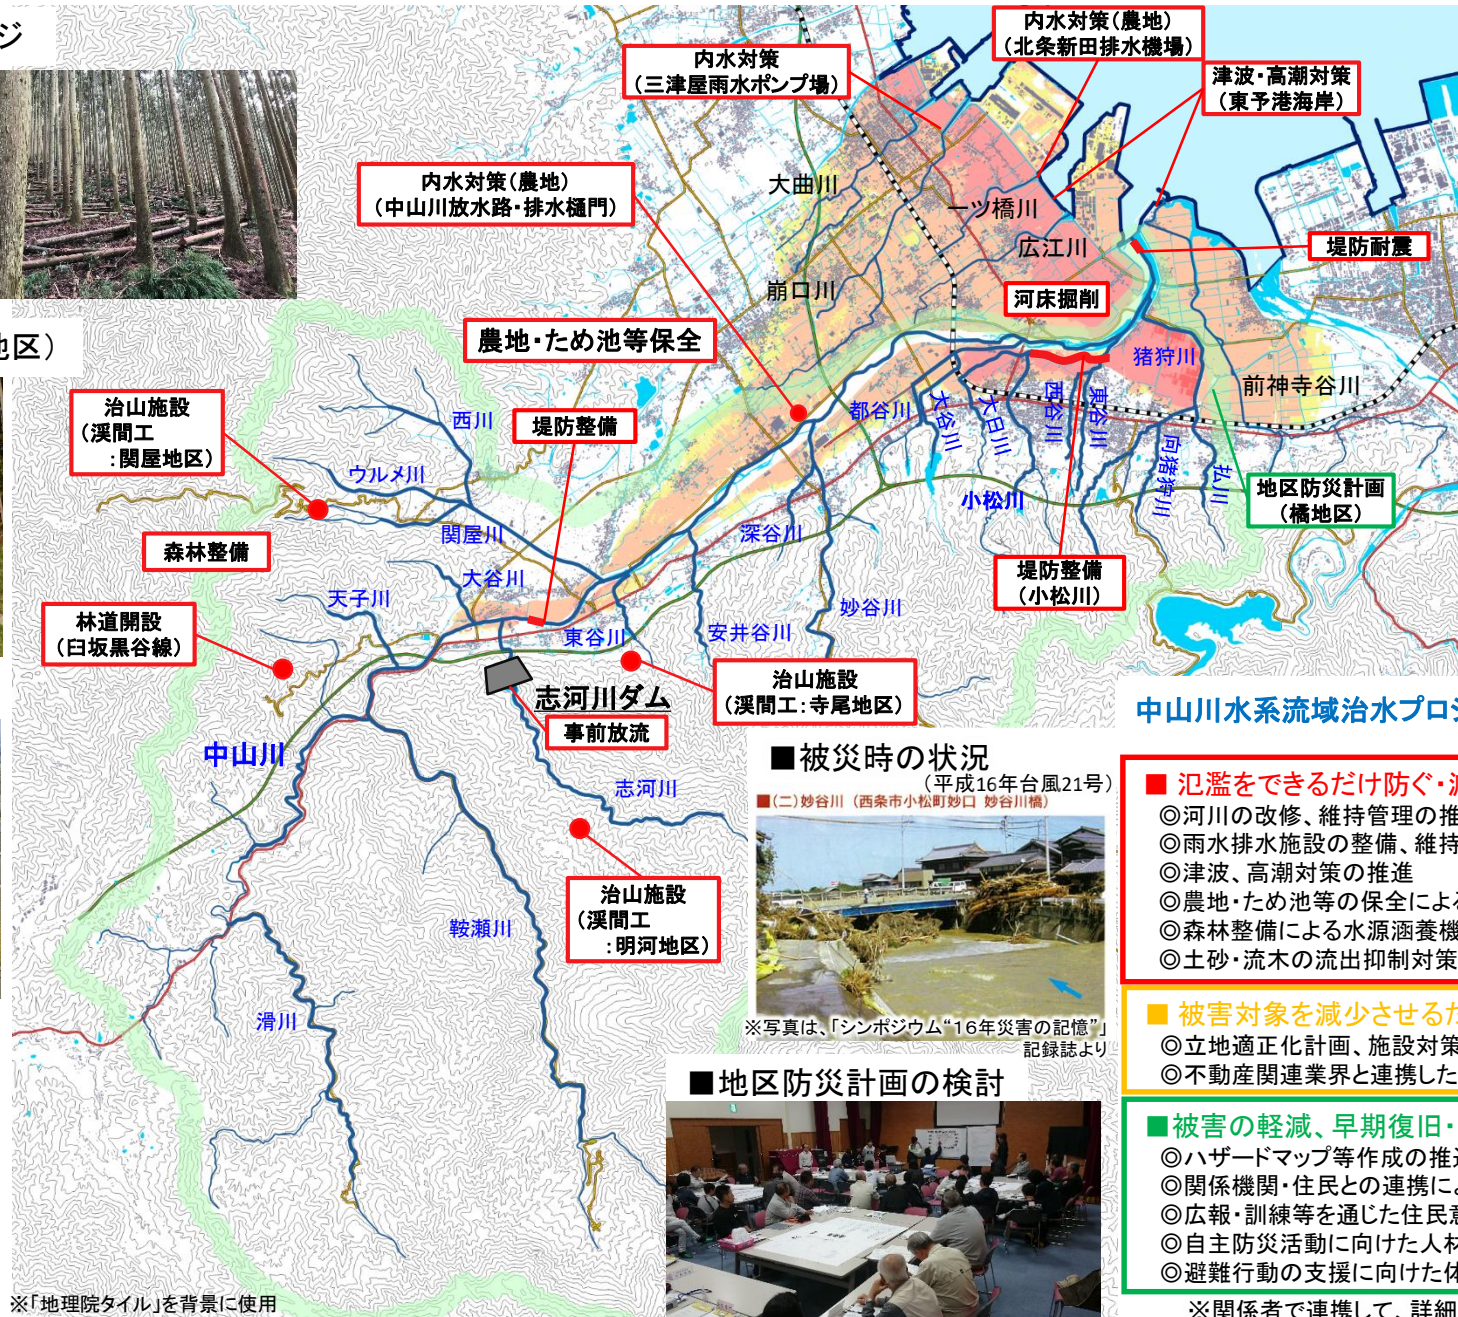 ジ
地区）
内水対策
（三津屋雨水ポンプ場）
内水対策（農地）
（北条新田排水機場）
津波・高潮対策
（東予港海岸）
内水対策（農地）
（中山川放水路・排水樋門）
大曲川
一ツ橋川
広江川
崩口川
堤防耐震
河床掘削
農地・ため池等保全
猪狩川
前神寺谷川
治山施設
（渓間工
：関屋地区）
西川
堤防整備
都谷川
大谷川
大日川
西谷川
東谷川
向猪狩川
払川
ウルメ川
小松川
地区防災計画
（橘地区）
関屋川
深谷川
森林整備
大谷川
堤防整備
（小松川）
天子川
妙谷川
林道開設
（臼坂黒谷線）
東谷川
安井谷川
治山施設
（渓間工：寺尾地区）
志河川ダム
事前放流
中山川
志河川
治山施設
（渓間工
：明河地区）
鞍瀬川
滑川
■被災時の状況
（平成16年台風21号）
■（二）妙谷川（西条市小松町妙口 妙谷川橋）
※写真は、「シンポジウム“16年災害の記憶”」
記録誌より
■地区防災計画の検討
中山川水系流域治水プロジ
■ 氾濫をできるだけ防ぐ・減
◎河川の改修、維持管理の推
◎雨水排水施設の整備、維持
◎津波、高潮対策の推進
◎農地・ため池等の保全による
◎森林整備による水源涵養機
◎土砂・流木の流出抑制対策
■ 被害対象を減少させるた
◎立地適正化計画、施設対策
◎不動産関連業界と連携した
■被害の軽減、早期復旧・
◎ハザードマップ等作成の推進
◎関係機関・住民との連携によ
◎広報・訓練等を通じた住民意
◎自主防災活動に向けた人材
◎避難行動の支援に向けた体
※関係者で連携して、詳細
※「地理院タイル」を背景に使用